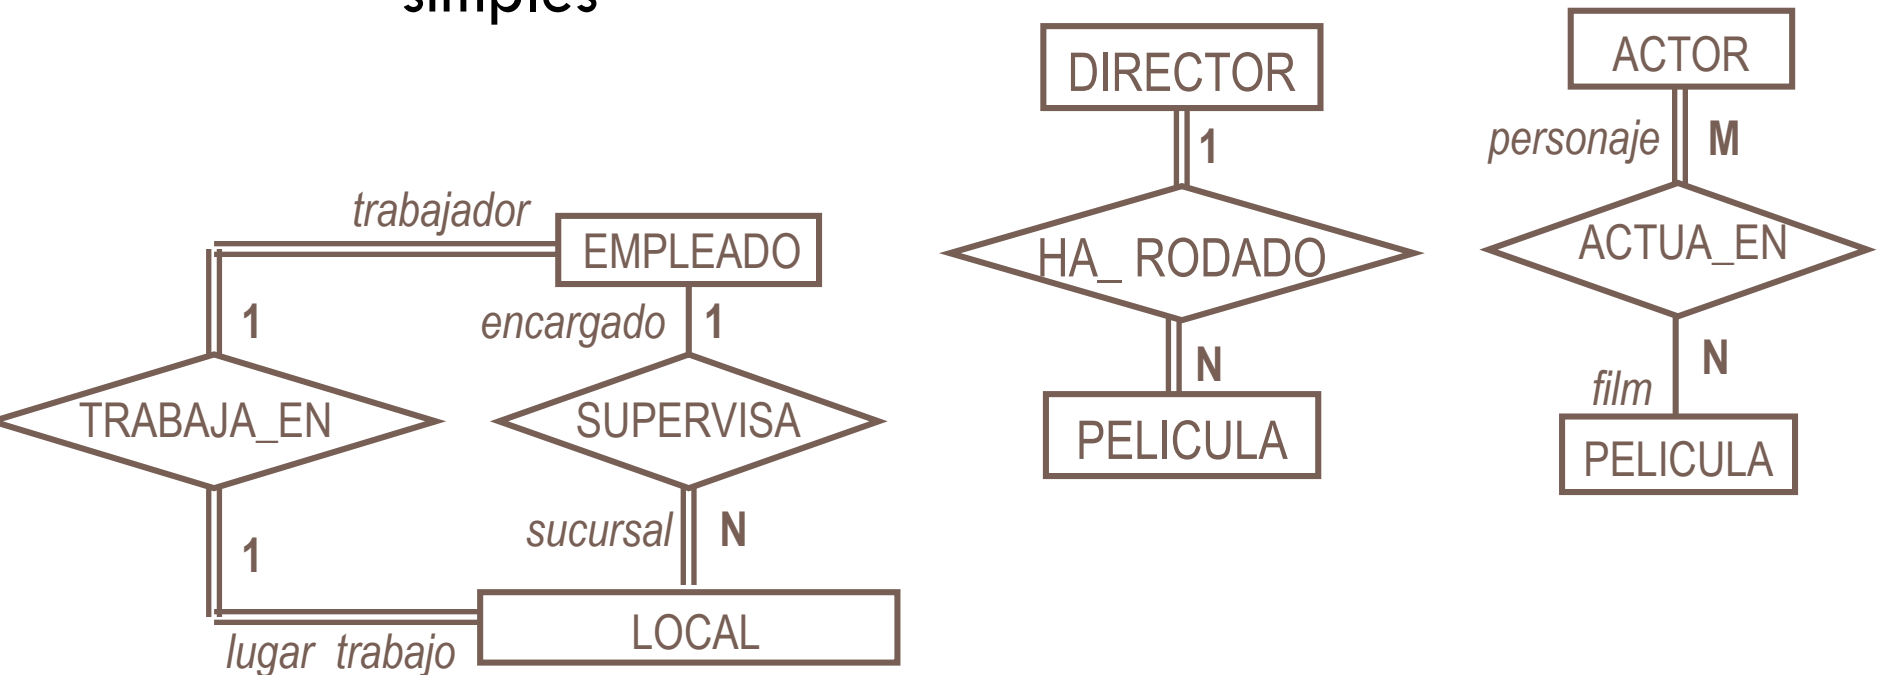 simples
trabajador
EMPLEADO
1
encargado
1
TRABAJA_EN
SUPERVISA
1
sucursal
N
LOCAL
lugar trabajo
DIRECTOR
1
HA_ RODADO
N
PELICULA
ACTOR
personaje
M
ACTUA_EN
N
film
PELICULA